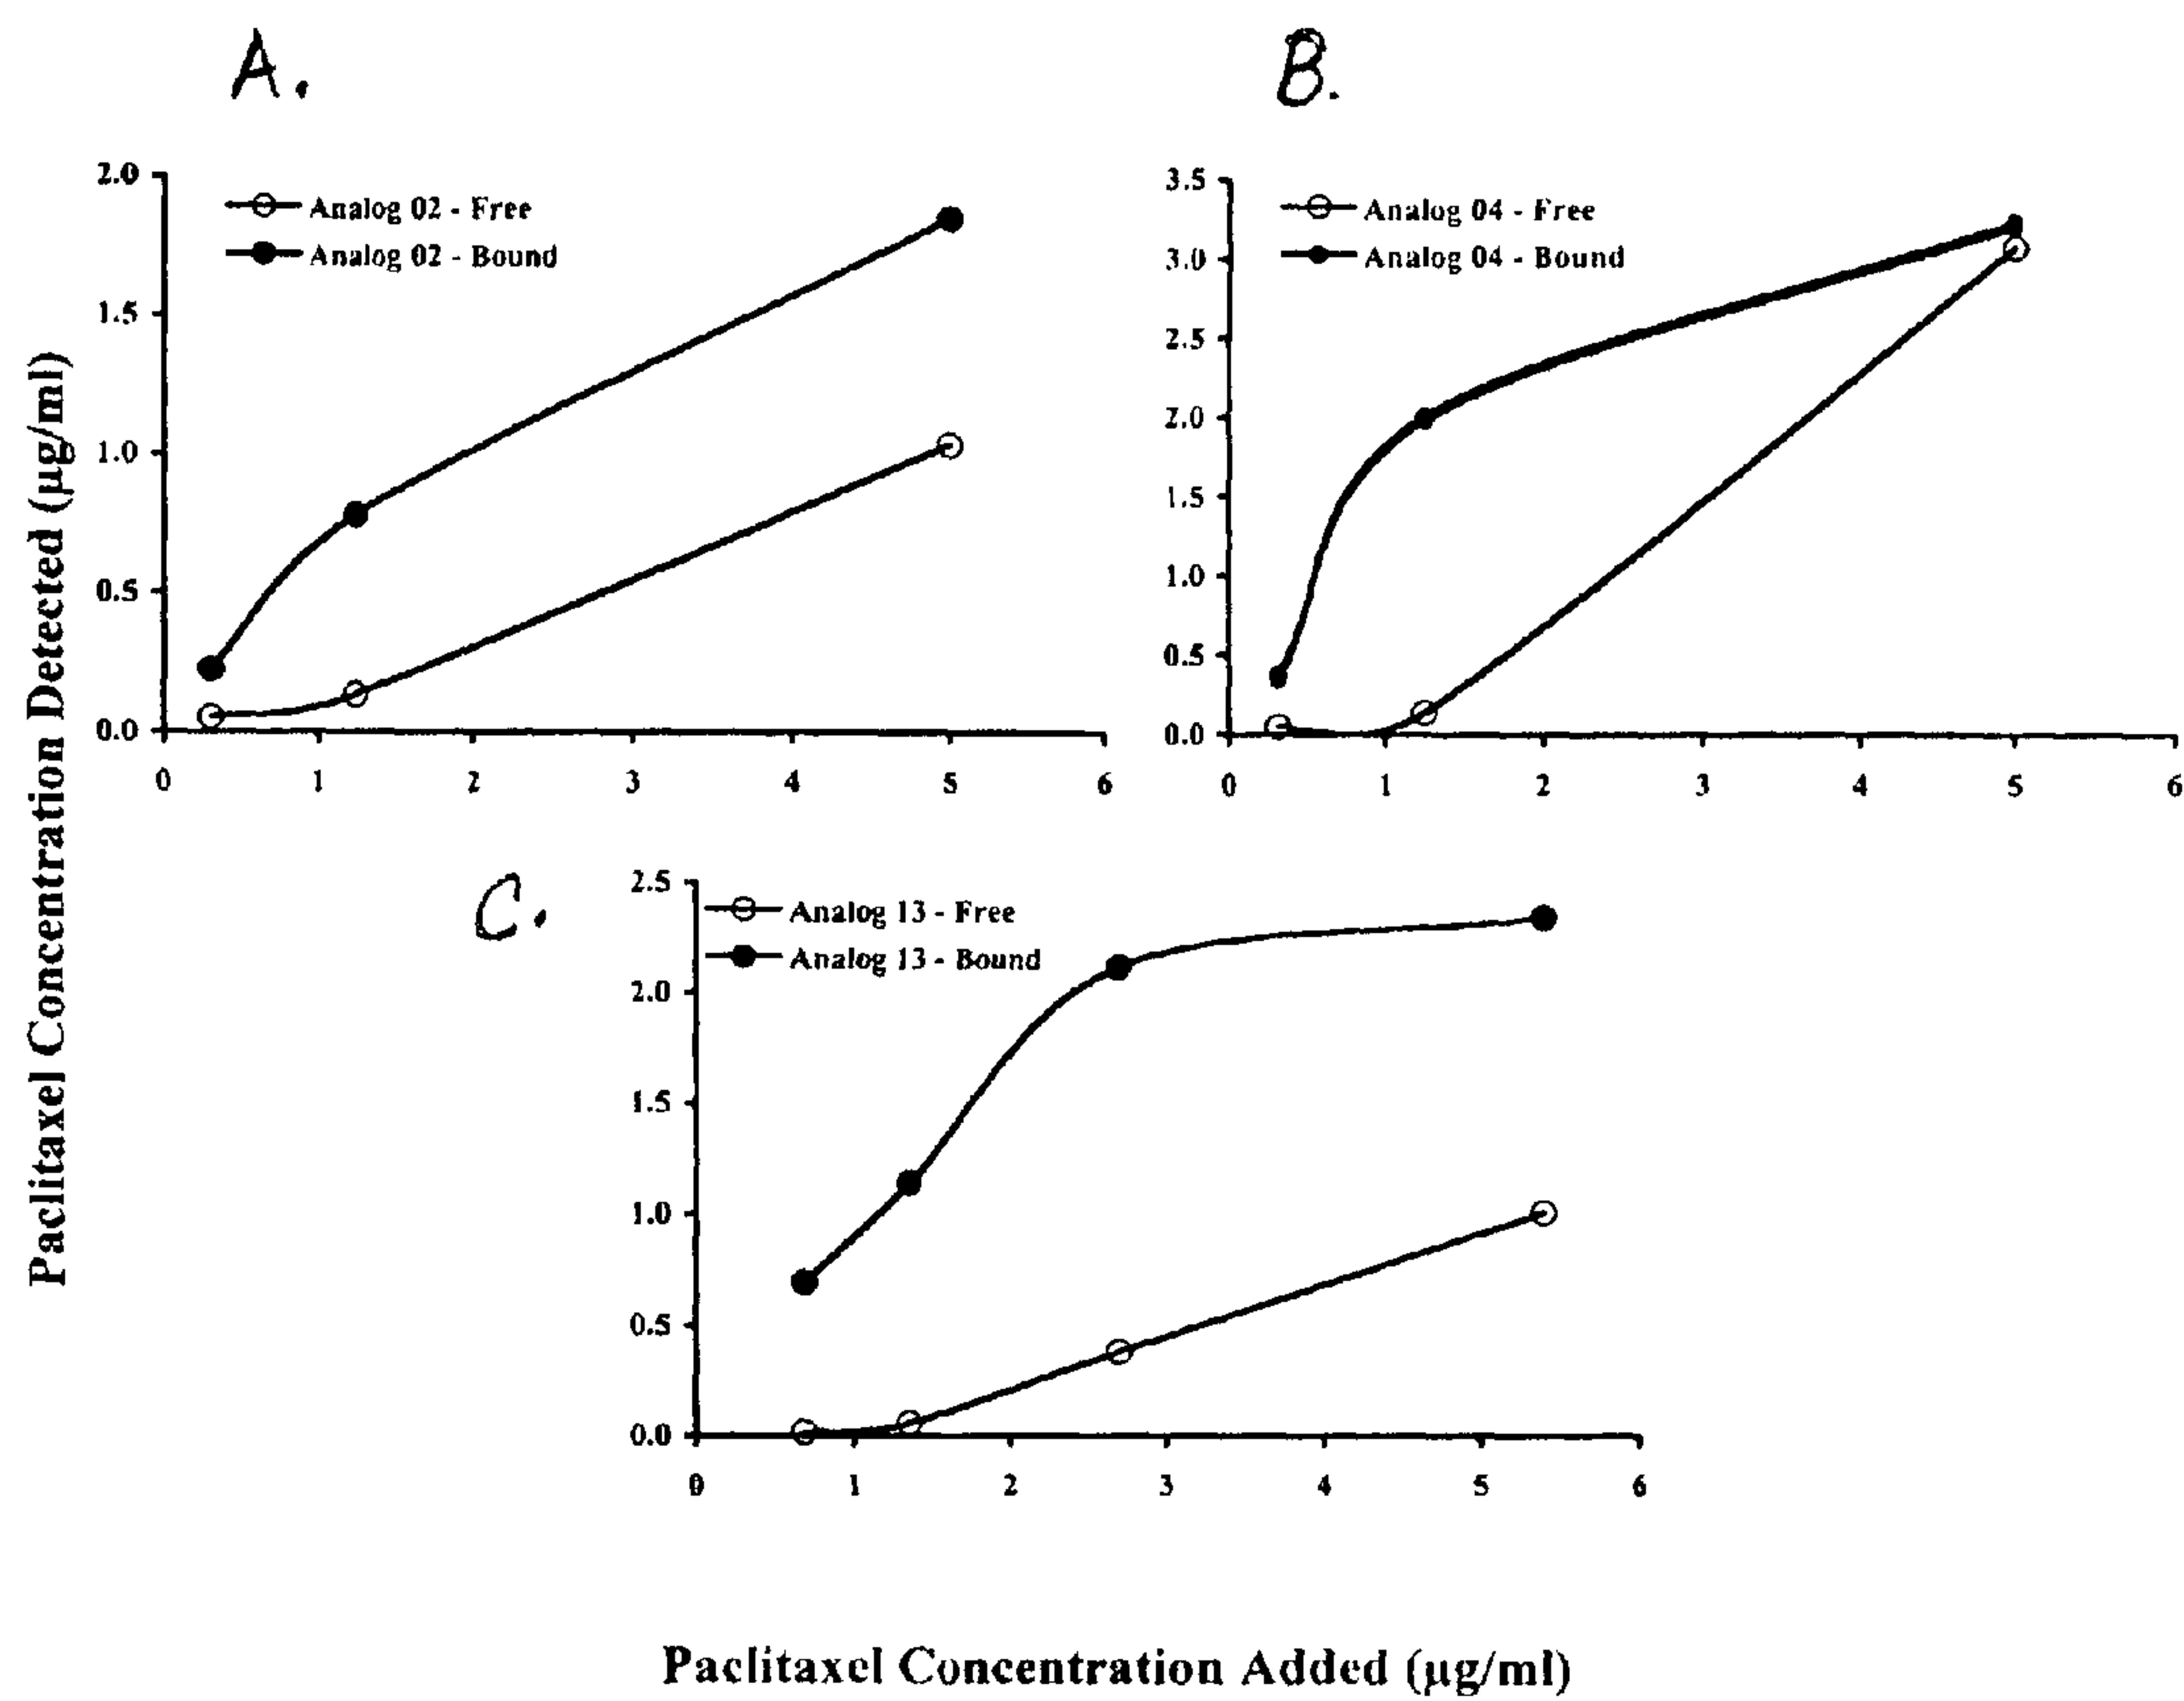 A.
B.
2.0
1.5
1.0
0.5
0.0
0 1 2 3 4 5 6
Analog 02 - Free
Analog 02 - Bound
3.5
3.0
2.5
2.0
1.5
1.0
0.5
0.0
0 1 2 3 4 5 6
Analog 04 - Free
Analog 04 - Bound
Paclitaxel Concentration Detected (µg/ml)
C.
2.5
2.0
1.5
1.0
0.5
0.0
0 1 2 3 4 5 6
Analog 13 - Free
Analog 13 - Bound
Paclitaxel Concentration Added (µg/ml)